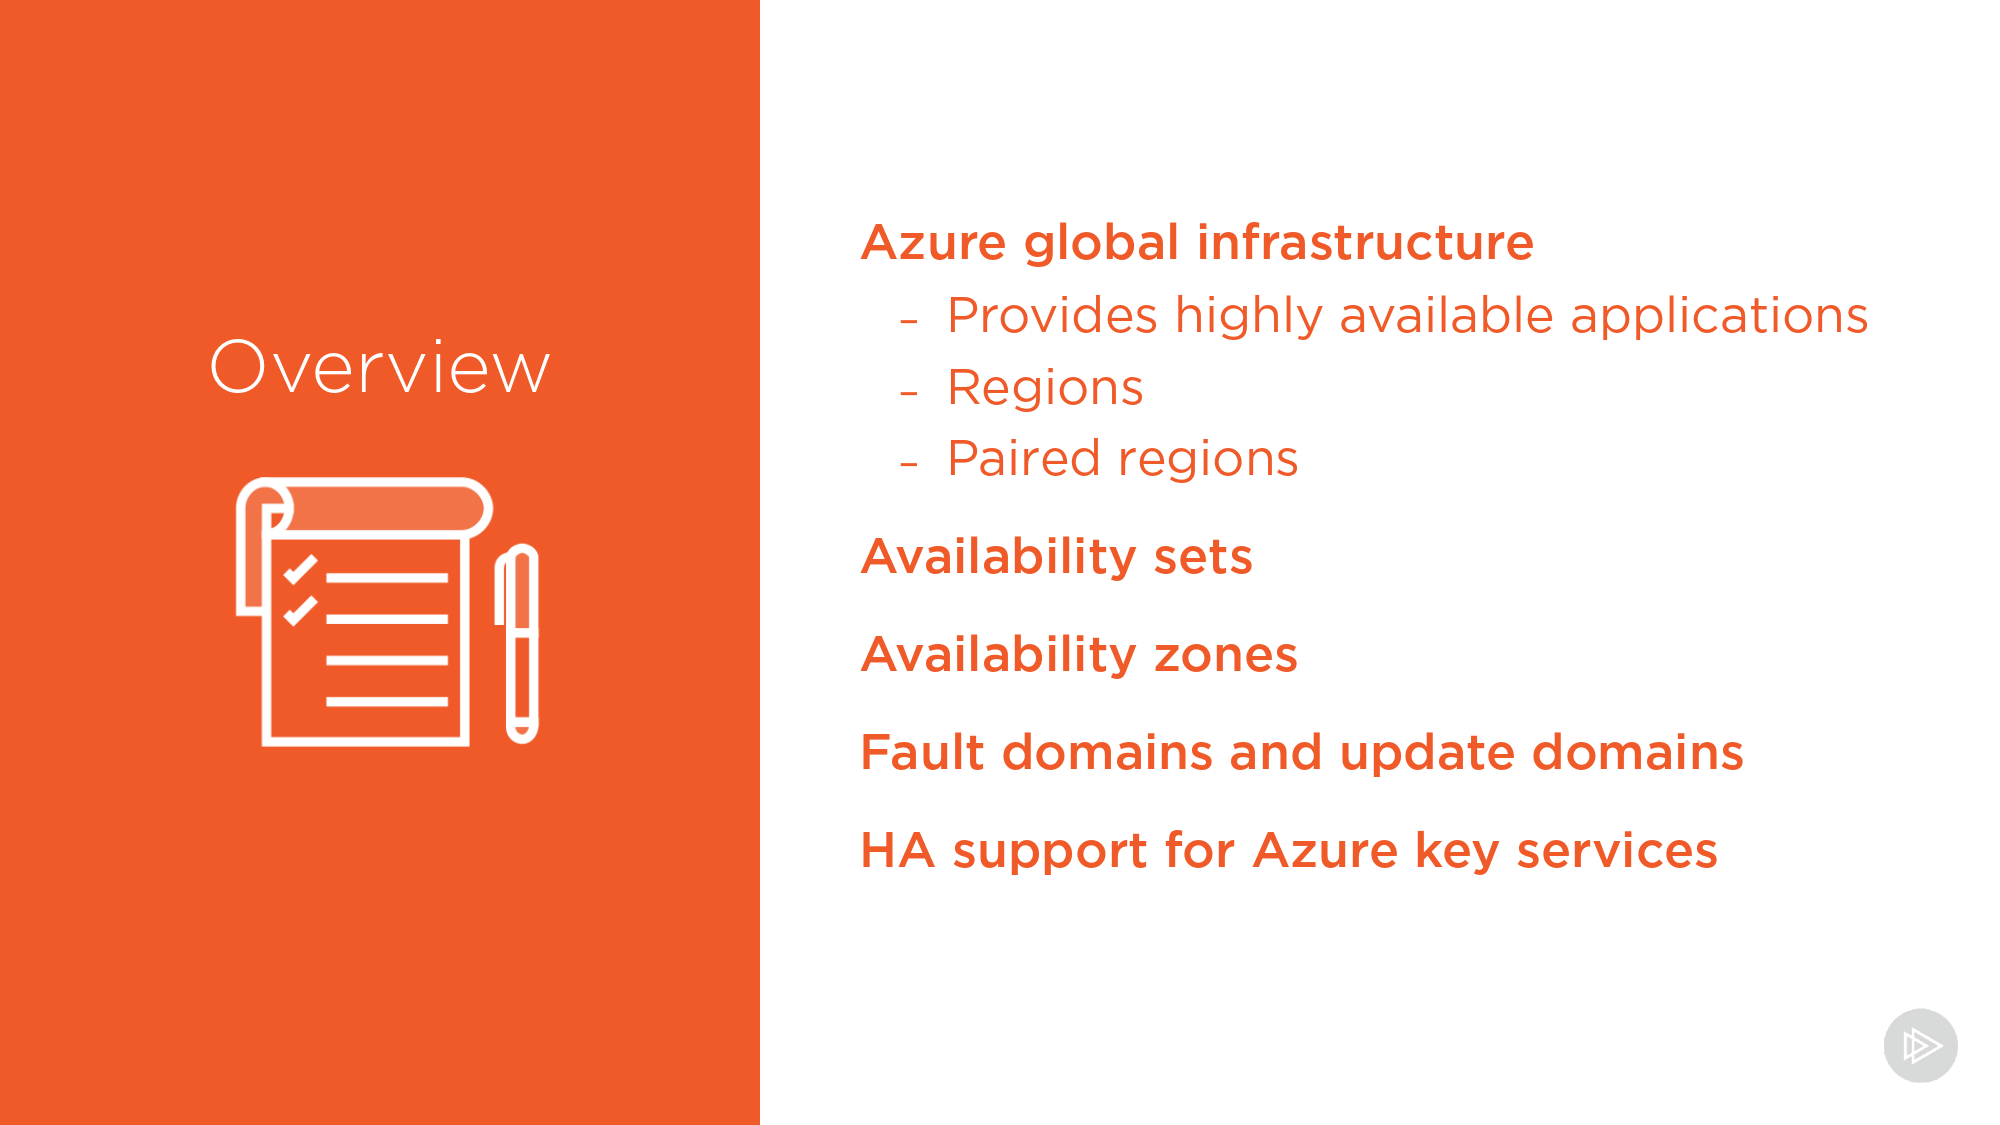 Overview
Azure global infrastructure
- Provides highly available applications
- Regions
- Paired regions
Availability sets
Availability zones
Fault domains and update domains
HA support for Azure key services